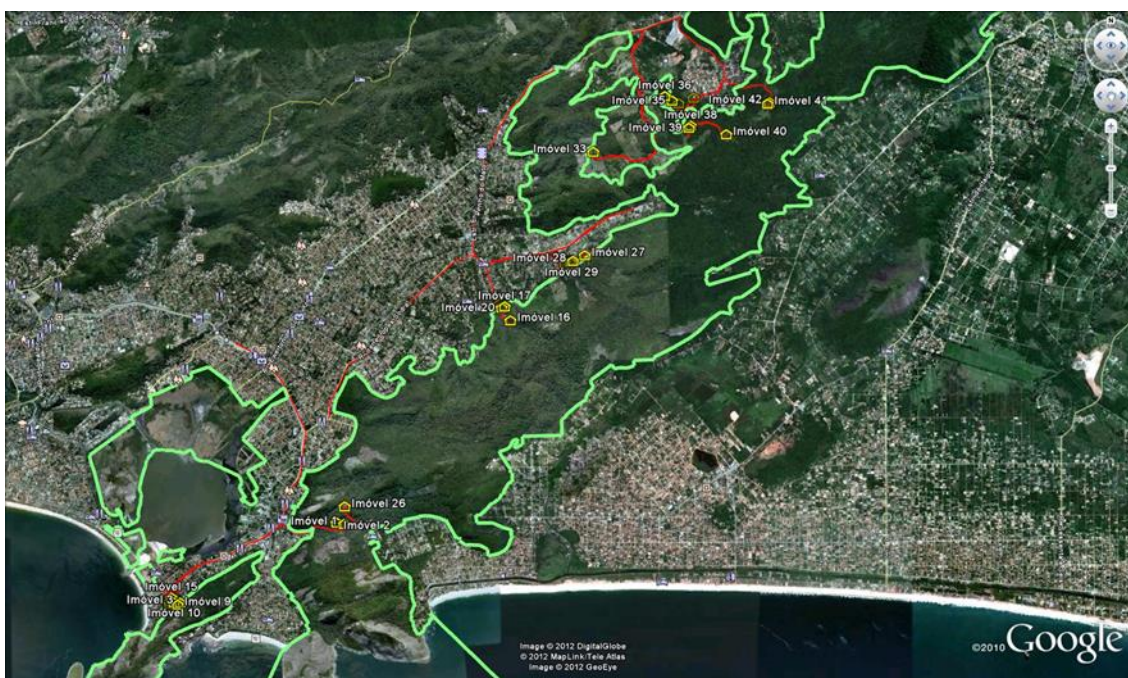 N
Imóvel 36
Imóvel 35
Imóvel 42
Imóvel 41
Imóvel 38
Imóvel 39
Imóvel 40
Imóvel 33
Imóvel 28
Imóvel 27
Imóvel 29
Imóvel 17
Imóvel 20
Imóvel 16
Imóvel 26
Imóvel 1
Imóvel 2
Imóvel 15
Imóvel 3
Imóvel 9
Imóvel 10
Image © 2012 DigitalGlobe
© 2012 MapLink/Tele Atlas
Image © 2012 GeoEye
©2010 Google